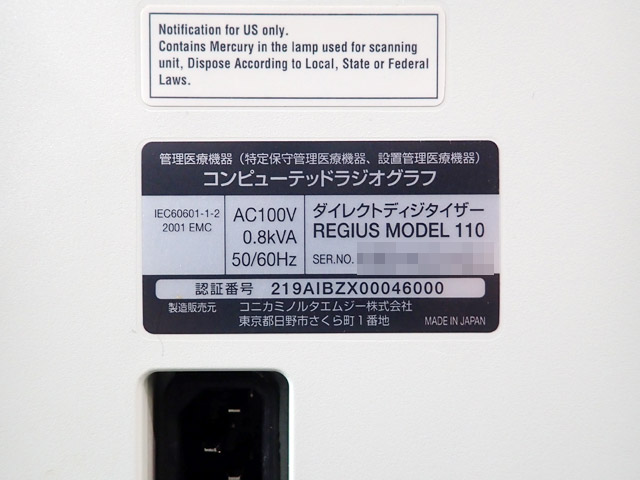 Notification for US only.
Contains Mercury in the lamp used for scanning
unit, Dispose According to Local, State or Federal
Laws.
管理医療機器（特定保守管理医療機器、設置管理医療機器）
コンピューテッドラジオグラフ
IEC60601-1-2
2001 EMC
AC100V
0.8kVA
50/60Hz
ダイレクトディジタイザー
REGIUS MODEL 110
SER.NO.
認証番号 219AIBZX00046000
製造販売元 コニカミノルタエムジー株式会社
東京都日野市さくら町1番地 MADE IN JAPAN